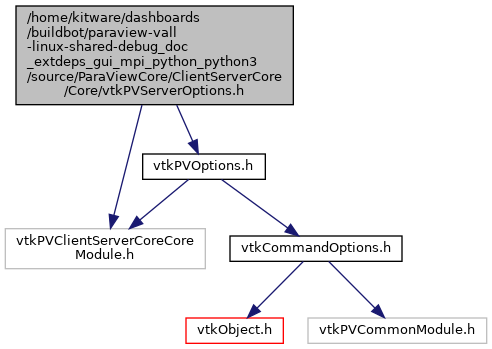 /home/kitware/dashboards
/buildbot/paraview-vall
-linux-shared-debug_doc
_extdeps_gui_mpi_python_python3
/source/ParaViewCore/ClientServerCore
/Core/vtkPVServerOptions.h
vtkPVOptions.h
vtkPVClientServerCoreCore
Module.h
vtkCommandOptions.h
vtkObject.h
vtkPVCommonModule.h